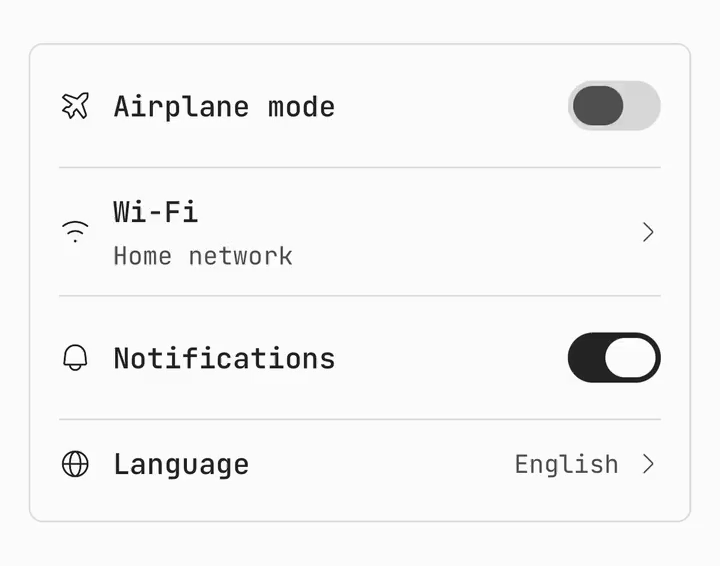 Airplane mode
Wi-Fi
Home network
Notifications
Language English